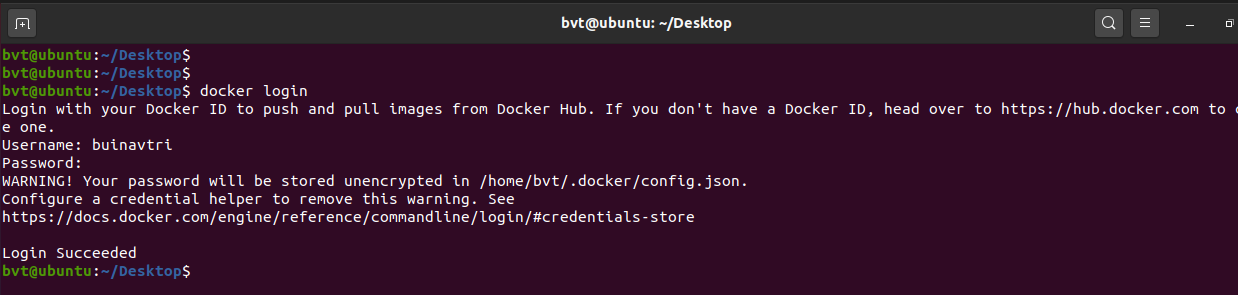 bvt@ubuntu: ~/Desktop
bvt@ubuntu:~/Desktop$
bvt@ubuntu:~/Desktop$
bvt@ubuntu:~/Desktop$ docker login
Login with your Docker ID to push and pull images from Docker Hub. If you don't have a Docker ID, head over to https://hub.docker.com to
e one.
Username: buinavtri
Password:
WARNING! Your password will be stored unencrypted in /home/bvt/.docker/config.json.
Configure a credential helper to remove this warning. See
https://docs.docker.com/engine/reference/commandline/login/#credentials-store
Login Succeeded
bvt@ubuntu:~/Desktop$